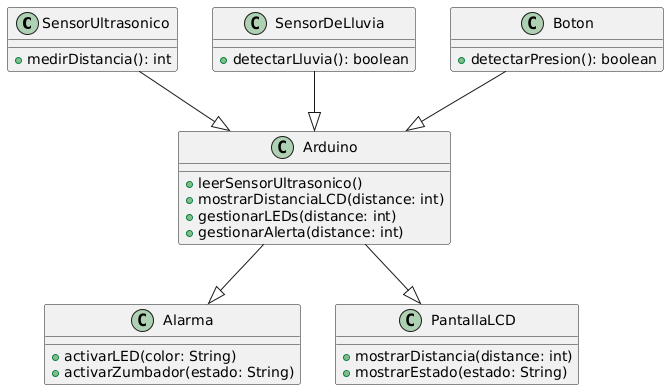 C SensorUltrasonico
medirDistancia(): int
C SensorDeLluvia
detectarLluvia(): boolean
C Boton
detectarPresion(): boolean
C Arduino
leerSensorUltrasonico()
mostrarDistanciaLCD(distance: int)
gestionarLEDs(distance: int)
gestionarAlerta(distance: int)
C Alarma
activarLED(color: String)
activarZumbador(estado: String)
C PantallaLCD
mostrarDistancia(distance: int)
mostrarEstado(estado: String)